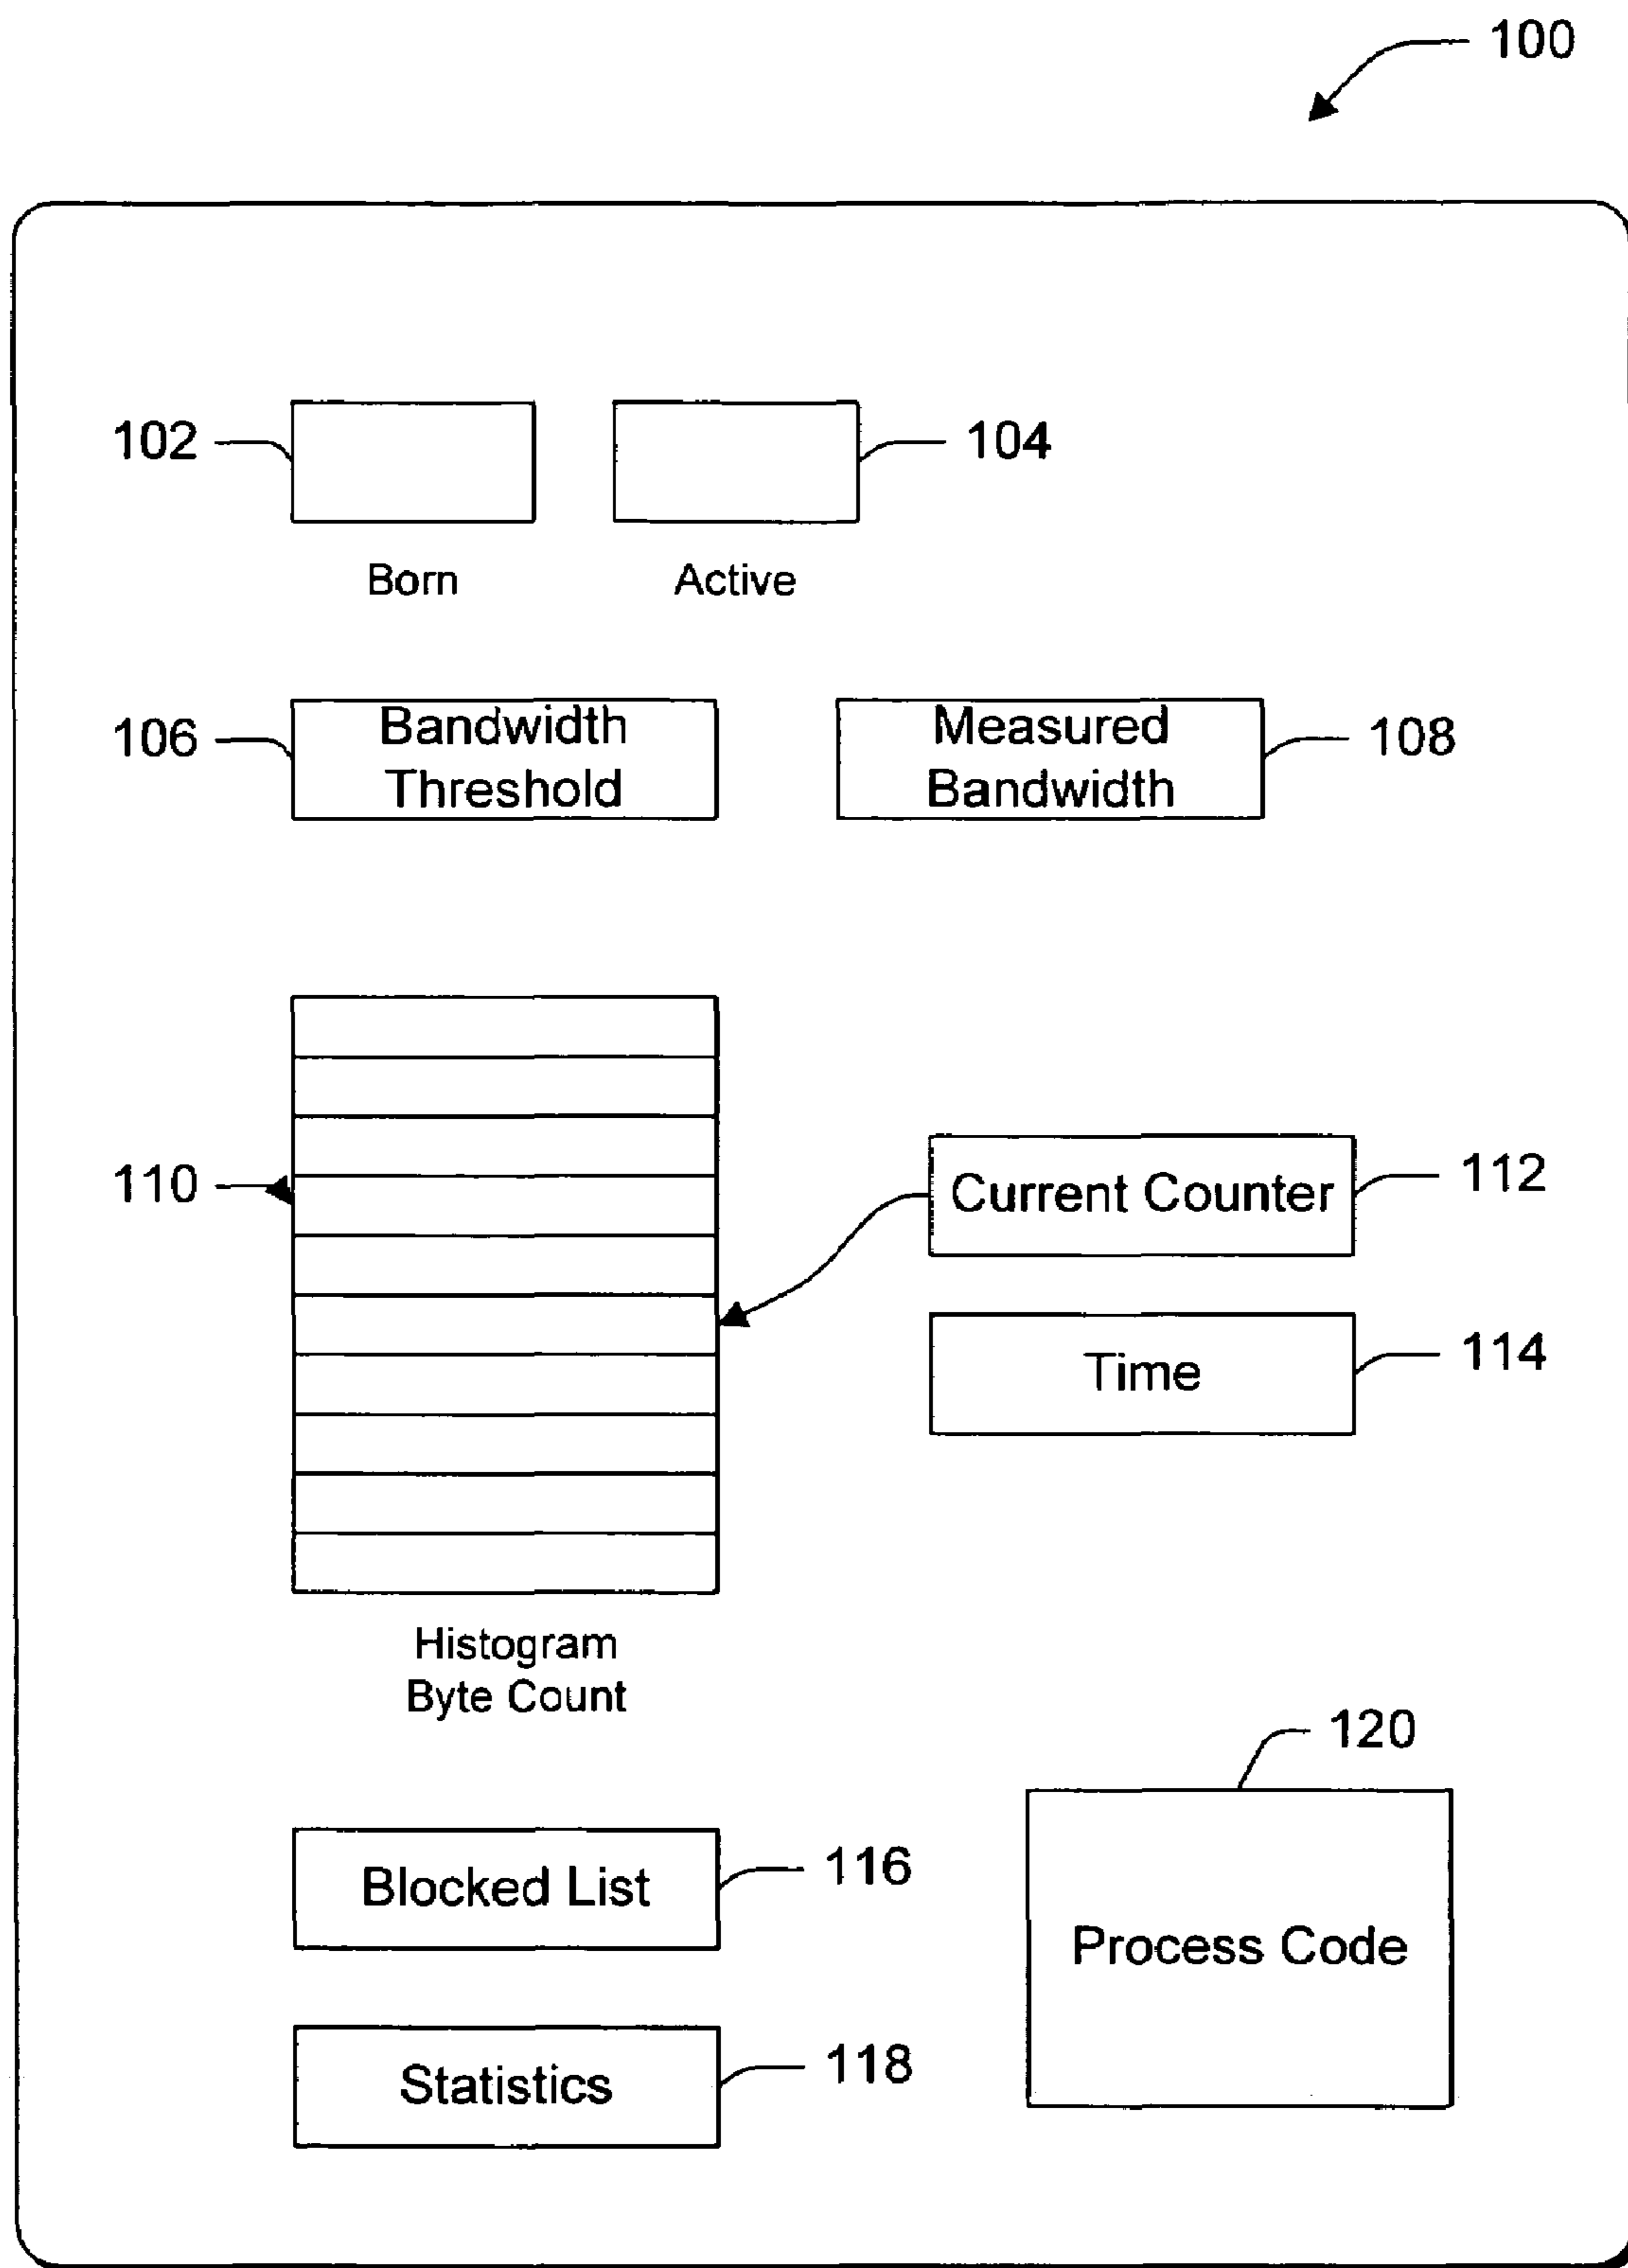 100
102
104
Born
Active
106
Bandwidth
Threshold
Measured
Bandwidth
108
110
Current Counter
112
Time
114
Histogram
Byte Count
120
Blocked List
116
Process Code
Statistics
118